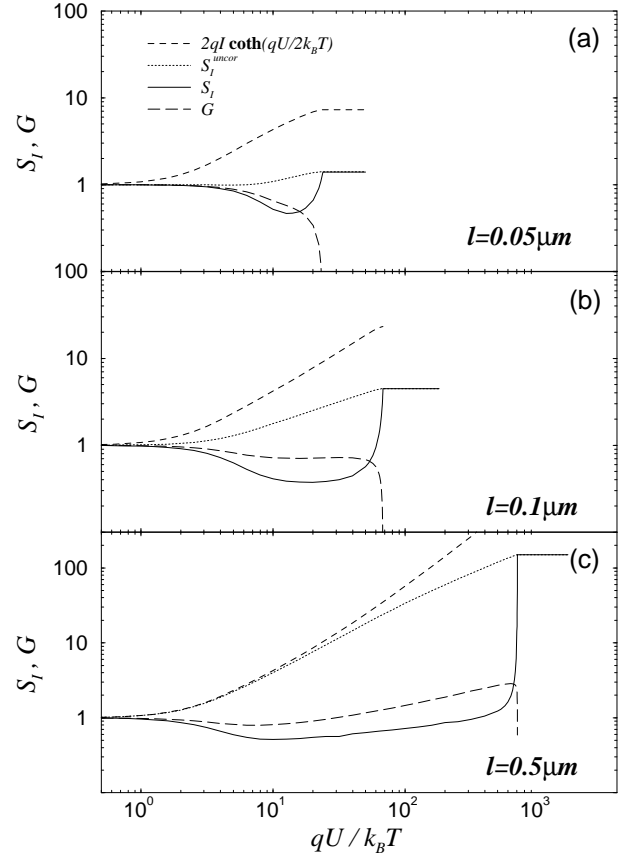 (a)
2qI coth(qU/2k_BT)
S_I^uncor
S_I
G
100
10
1
100
S_I, G
l=0.05μm
(b)
10
1
S_I, G
l=0.1μm
(c)
100
10
1
S_I, G
l=0.5μm
10^0 10^1 10^2 10^3
qU / k_BT